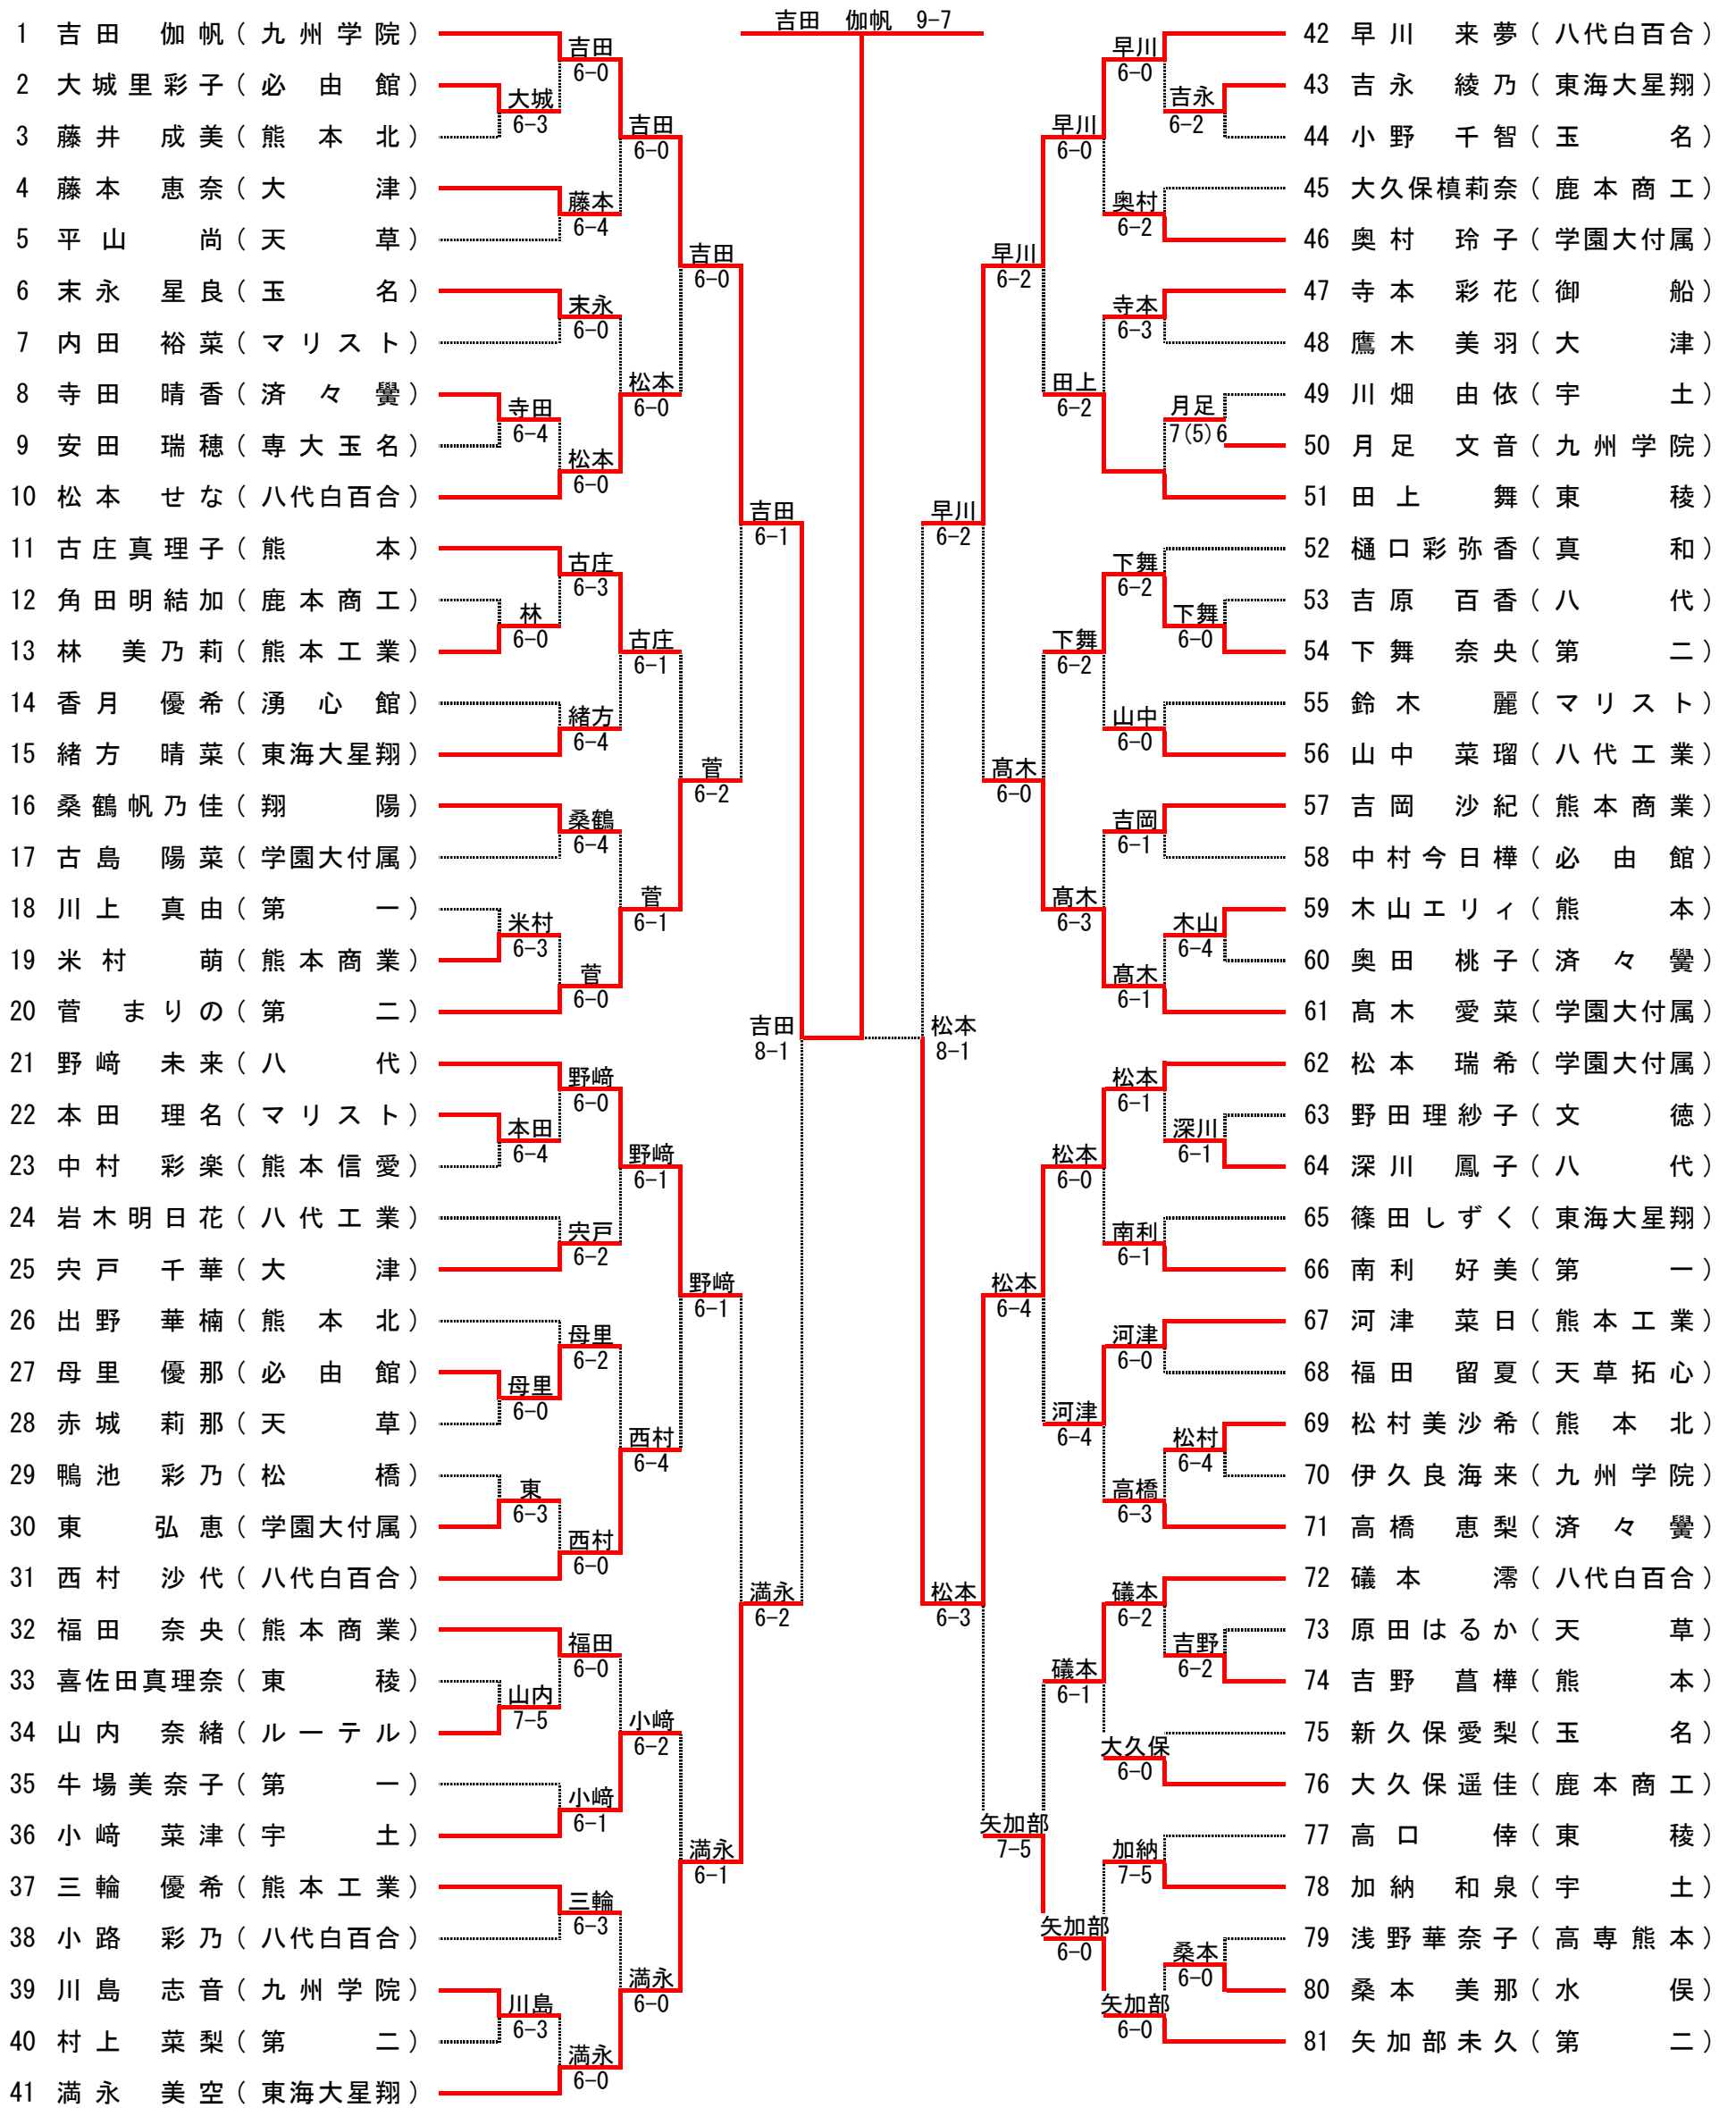 吉田　伽帆　9-7
1 吉田　伽帆（九州学院）
2 大城里彩子（必由館）
3 藤井　成美（熊本北）
4 藤本　恵奈（大津）
5 平山　尚（天草）
6 末永　星良（玉名）
7 内田　裕菜（マリスト）
8 寺田　晴香（済々黌）
9 安田　瑞穂（専大玉名）
10 松本　せな（八代白百合）
11 古庄真理子（熊本）
12 角田明結加（鹿本商工）
13 林　美乃莉（熊本工業）
14 香月　優希（湧心館）
15 緒方　晴菜（東海大星翔）
16 桑鶴帆乃佳（翔陽）
17 古島　陽菜（学園大付属）
18 川上　真由（第一）
19 米村　萌（熊本商業）
20 菅　まりの（第二）
21 野﨑　未来（八代）
22 本田　理名（マリスト）
23 中村　彩楽（熊本信愛）
24 岩木明日花（八代工業）
25 宍戸　千華（大津）
26 出野　華楠（熊本北）
27 母里　優那（必由館）
28 赤城　莉那（天草）
29 鴨池　彩乃（松橋）
30 東　弘恵（学園大付属）
31 西村　沙代（八代白百合）
32 福田　奈央（熊本商業）
33 喜佐田真理奈（東稜）
34 山内　奈緒（ルーテル）
35 牛場美奈子（第一）
36 小﨑　菜津（宇土）
37 三輪　優希（熊本工業）
38 小路　彩乃（八代白百合）
39 川島　志音（九州学院）
40 村上　菜梨（第二）
41 満永　美空（東海大星翔）
大城
6-3
寺田
6-4
林
6-0
米村
6-3
本田
6-4
母里
6-0
東
6-3
山内
7-5
川島
6-3
吉田
6-0
藤本
6-4
末永
6-0
松本
6-0
古庄
6-3
緒方
6-4
桑鶴
6-4
菅
6-0
野﨑
6-0
宍戸
6-2
母里
6-2
西村
6-0
福田
6-0
小﨑
6-1
三輪
6-3
満永
6-0
吉田
6-0
松本
6-0
古庄
6-1
菅
6-1
野﨑
6-1
西村
6-4
小﨑
6-2
満永
6-0
吉田
6-0
菅
6-2
野﨑
6-1
満永
6-1
吉田
6-1
満永
6-2
吉田
8-1
松本
8-1
早川
6-2
松本
6-3
早川
6-2
髙木
6-0
松本
6-4
矢加部
7-5
早川
6-0
田上
6-2
下舞
6-2
髙木
6-3
松本
6-0
河津
6-4
礒本
6-1
矢加部
6-0
早川
6-0
奥村
6-2
寺本
6-3
下舞
6-2
山中
6-0
吉岡
6-1
髙木
6-1
松本
6-1
南利
6-1
河津
6-0
高橋
6-3
礒本
6-2
大久保
6-0
加納
7-5
矢加部
6-0
吉永
6-2
月足
7(5)6
下舞
6-0
木山
6-4
深川
6-1
松村
6-4
吉野
6-2
桑本
6-0
42 早川　来夢（八代白百合）
43 吉永　綾乃（東海大星翔）
44 小野　千智（玉名）
45 大久保槙莉奈（鹿本商工）
46 奥村　玲子（学園大付属）
47 寺本　彩花（御船）
48 鷹木　美羽（大津）
49 川畑　由依（宇土）
50 月足　文音（九州学院）
51 田上　舞（東稜）
52 樋口彩弥香（真和）
53 吉原　百香（八代）
54 下舞　奈央（第二）
55 鈴木　麗（マリスト）
56 山中　菜瑠（八代工業）
57 吉岡　沙紀（熊本商業）
58 中村今日樺（必由館）
59 木山エリィ（熊本）
60 奥田　桃子（済々黌）
61 髙木　愛菜（学園大付属）
62 松本　瑞希（学園大付属）
63 野田理紗子（文徳）
64 深川　鳳子（八代）
65 篠田しずく（東海大星翔）
66 南利　好美（第一）
67 河津　菜日（熊本工業）
68 福田　留夏（天草拓心）
69 松村美沙希（熊本北）
70 伊久良海来（九州学院）
71 高橋　恵梨（済々黌）
72 礒本　澪（八代白百合）
73 原田はるか（天草）
74 吉野　菖樺（熊本）
75 新久保愛梨（玉名）
76 大久保遥佳（鹿本商工）
77 高口　倖（東稜）
78 加納　和泉（宇土）
79 浅野華奈子（高専熊本）
80 桑本　美那（水俣）
81 矢加部未久（第二）